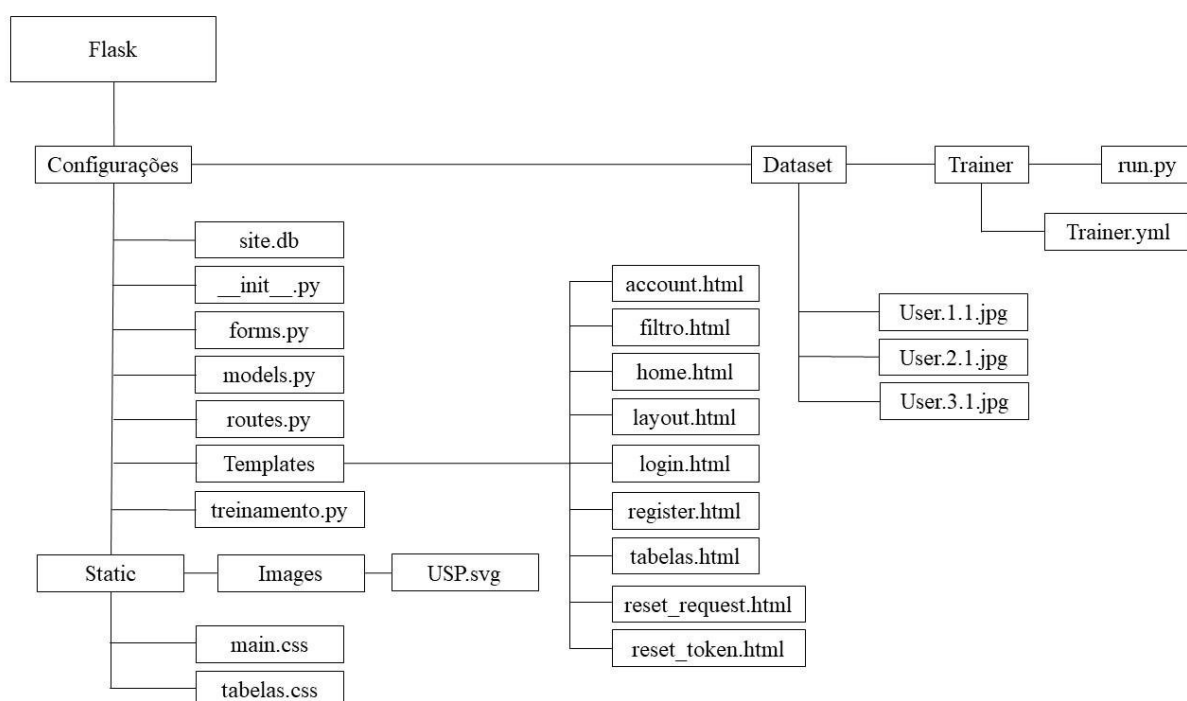 Flask
Configurações
Dataset
Trainer
run.py
site.db
Trainer.yml
__init__.py
account.html
forms.py
filtro.html
User.1.1.jpg
models.py
home.html
User.2.1.jpg
routes.py
layout.html
User.3.1.jpg
Templates
login.html
treinamento.py
register.html
Static
Images
USP.svg
tabelas.html
reset_request.html
main.css
reset_token.html
tabelas.css